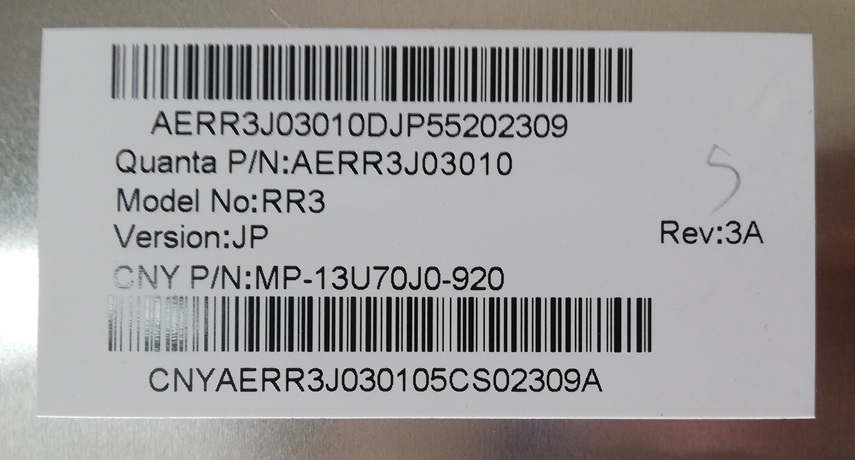 AERR3J03010DJP55202309
Quanta P/N:AERR3J03010
Model No:RR3
Version:JP
Rev:3A
CNY P/N:MP-13U70J0-920
CNYAERR3J030105CS02309A
5